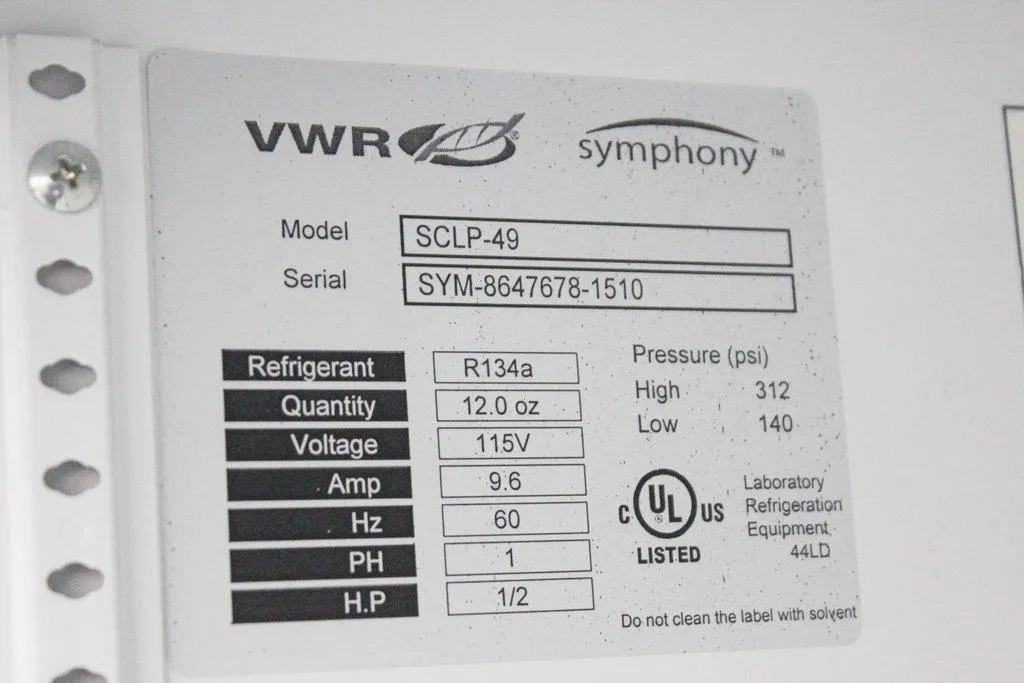 VWR ® symphony ™
Model SCLP-49
Serial SYM-8647678-1510
Refrigerant R134a
Quantity 12.0 oz
Voltage 115V
Amp 9.6
Hz 60
PH 1
H.P 1/2
Pressure (psi)
High 312
Low 140
C UL ® US
LISTED
Laboratory
Refrigeration
Equipment
44LD
Do not clean the label with solvent